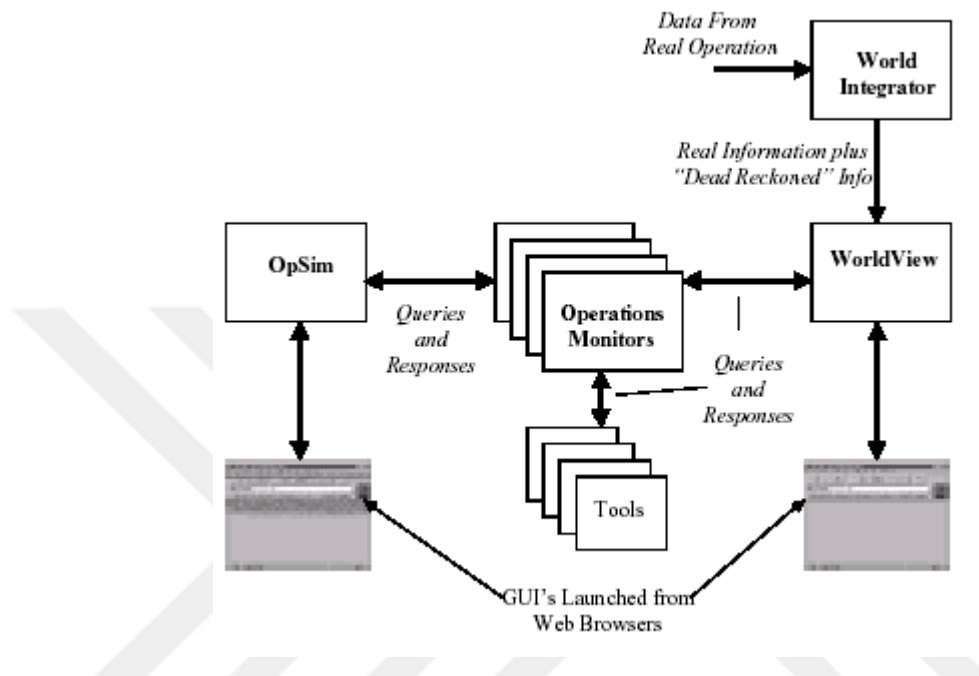 Data From
Real Operation
World
Integrator
Real Information plus
"Dead Reckoned" Info
OpSim
WorldView
Queries
and
Responses
Operations
Monitors
Queries
and
Responses
Tools
GUI's Launched from
Web Browsers